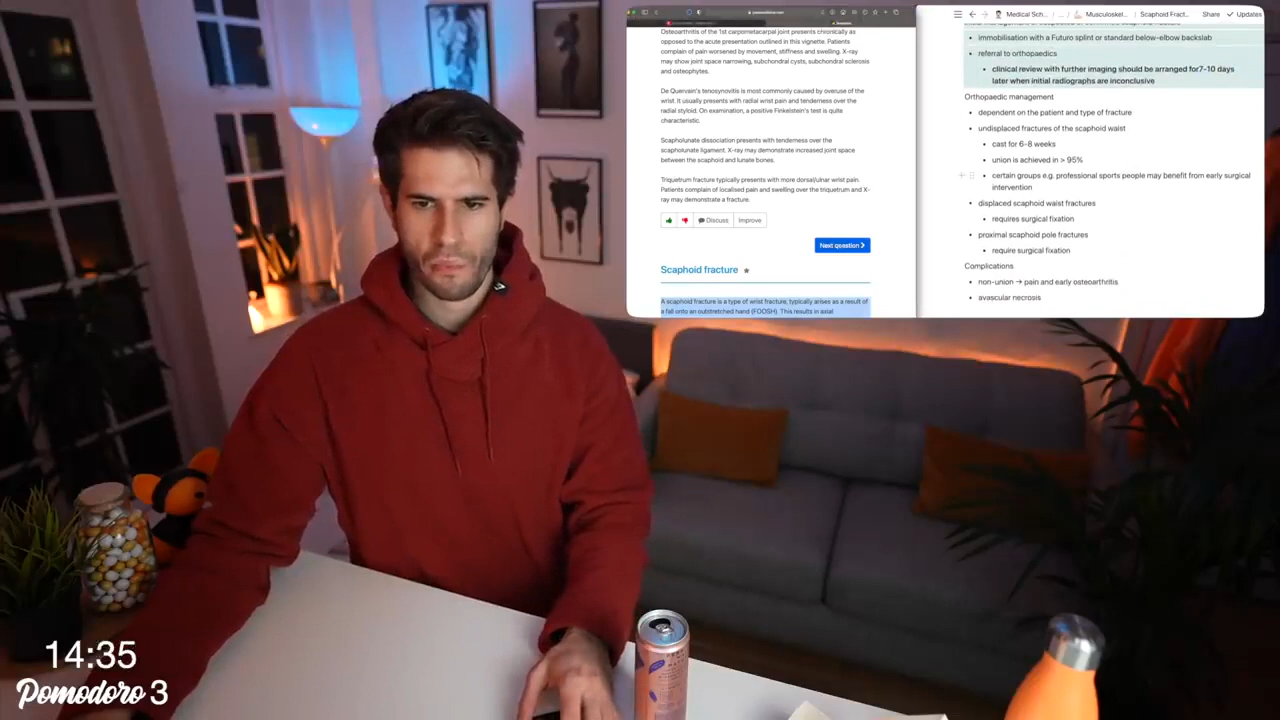 Osteoarthritis of the 1st carpometacarpal joint presents chronically as
opposed to the acute presentation outlined in this vignette. Patients
complain of pain worsened by movement, stiffness and swelling. X-ray
may show joint space narrowing, subchondral cysts, subchondral sclerosis
and osteophytes.
De Quervain's tenosynovitis is most commonly caused by overuse of the
wrist. It usually presents with radial wrist pain and tenderness over the
radial styloid. On examination, a positive Finkelstein's test is quite
characteristic.
Scapholunate dissociation presents with tenderness over the
scapholunate ligament. X-ray may demonstrate increased joint space
between the scaphoid and lunate bones.
Triquetrum fracture typically presents with more dorsal/ulnar wrist pain.
Patients complain of localised pain and swelling over the triquetrum and X-
ray may demonstrate a fracture.
Discuss Improve
Next question
Scaphoid fracture
A scaphoid fracture is a type of wrist fracture, typically arises as a result of
a fall onto an outstretched hand (FOOSH). This results in axial
Medical Sch... / ... / Musculoskel... / Scaphoid Fract... Share Updates
• immobilisation with a Futuro splint or standard below-elbow backslab
• referral to orthopaedics
• clinical review with further imaging should be arranged for7-10 days
later when initial radiographs are inconclusive
Orthopaedic management
• dependent on the patient and type of fracture
• undisplaced fractures of the scaphoid waist
• cast for 6-8 weeks
• union is achieved in > 95%
• certain groups e.g. professional sports people may benefit from early surgical
intervention
• displaced scaphoid waist fractures
• requires surgical fixation
• proximal scaphoid pole fractures
• require surgical fixation
Complications
• non-union → pain and early osteoarthritis
• avascular necrosis
14:35
Pomodoro 3